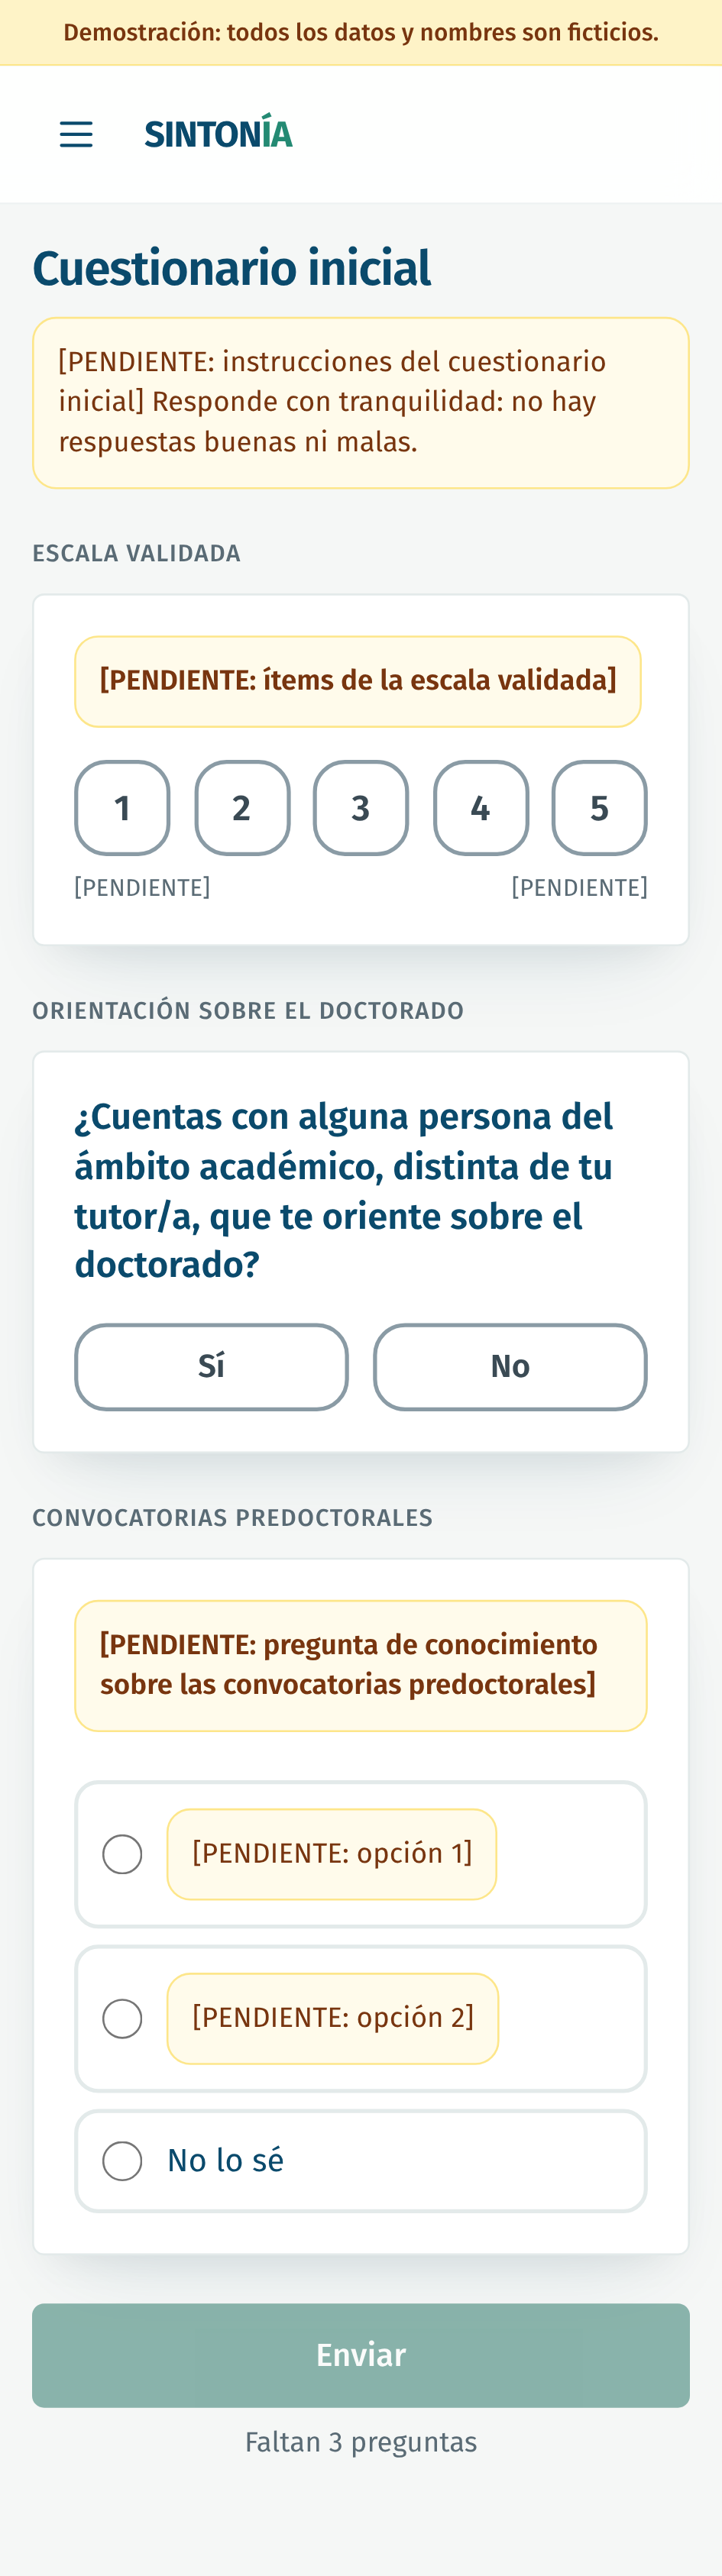 Demostración: todos los datos y nombres son ficticios.
SINTONÍA
Cuestionario inicial
[PENDIENTE: instrucciones del cuestionario
inicial] Responde con tranquilidad: no hay
respuestas buenas ni malas.
ESCALA VALIDADA
[PENDIENTE: ítems de la escala validada]
1 2 3 4 5
[PENDIENTE] [PENDIENTE]
ORIENTACIÓN SOBRE EL DOCTORADO
¿Cuentas con alguna persona del
ámbito académico, distinta de tu
tutor/a, que te oriente sobre el
doctorado?
Sí No
CONVOCATORIAS PREDOCTORALES
[PENDIENTE: pregunta de conocimiento
sobre las convocatorias predoctorales]
[PENDIENTE: opción 1]
[PENDIENTE: opción 2]
No lo sé
Enviar
Faltan 3 preguntas